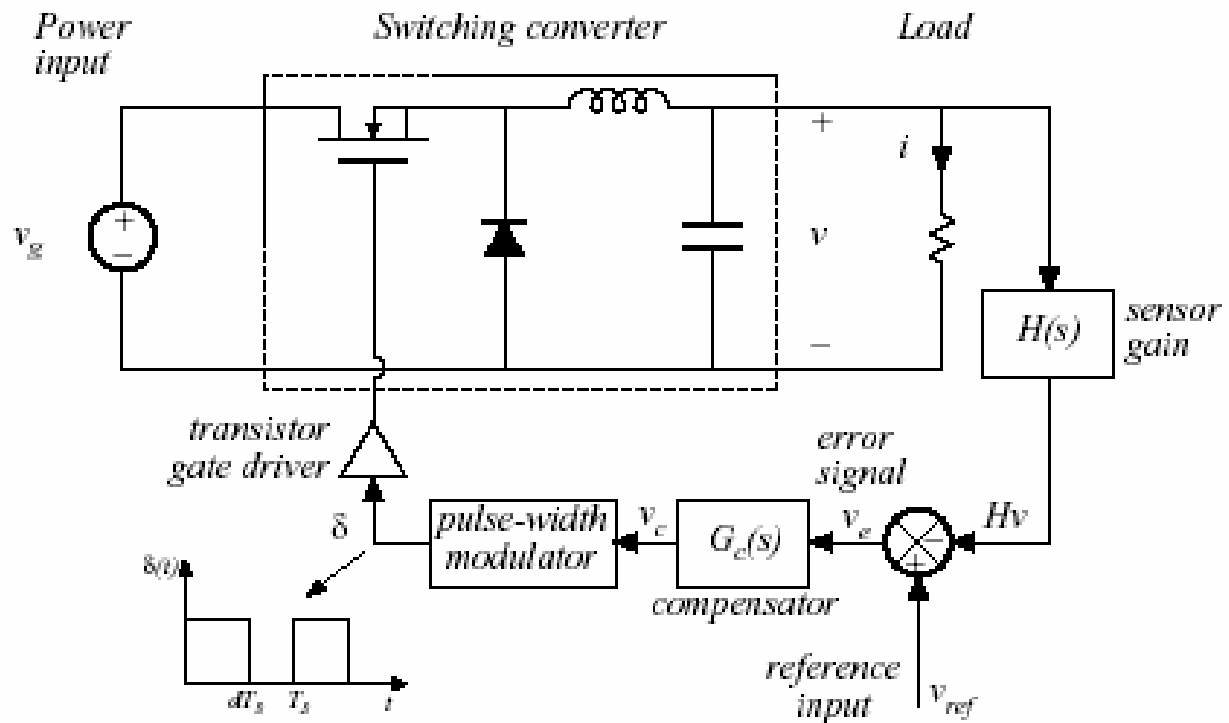 Power
input
Switching converter
Load
+
i
v_g
+
−
v
H(s)
sensor
gain
−
transistor
gate driver
error
signal
δ
pulse-width
modulator
v_c
G_c(s)
v_e
−
+
Hv
compensator
δ(t)
dT_s
T_s
t
reference
input
v_ref